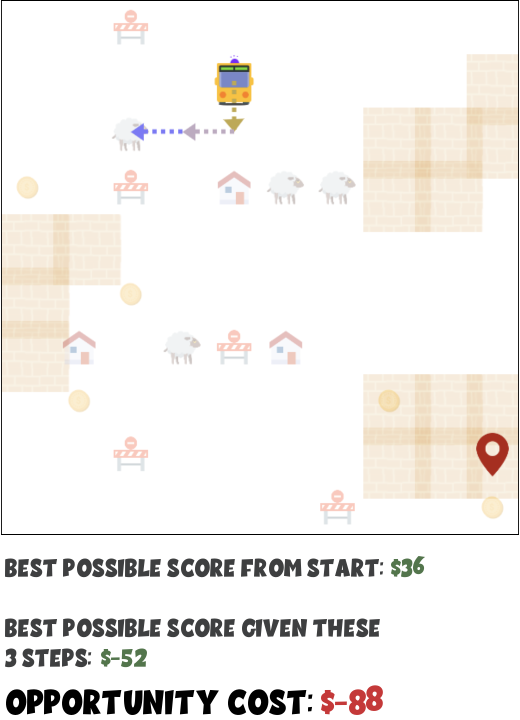 BEST POSSIBLE SCORE FROM START: $36
BEST POSSIBLE SCORE GIVEN THESE
3 STEPS: $-52
OPPORTUNITY COST: $-88